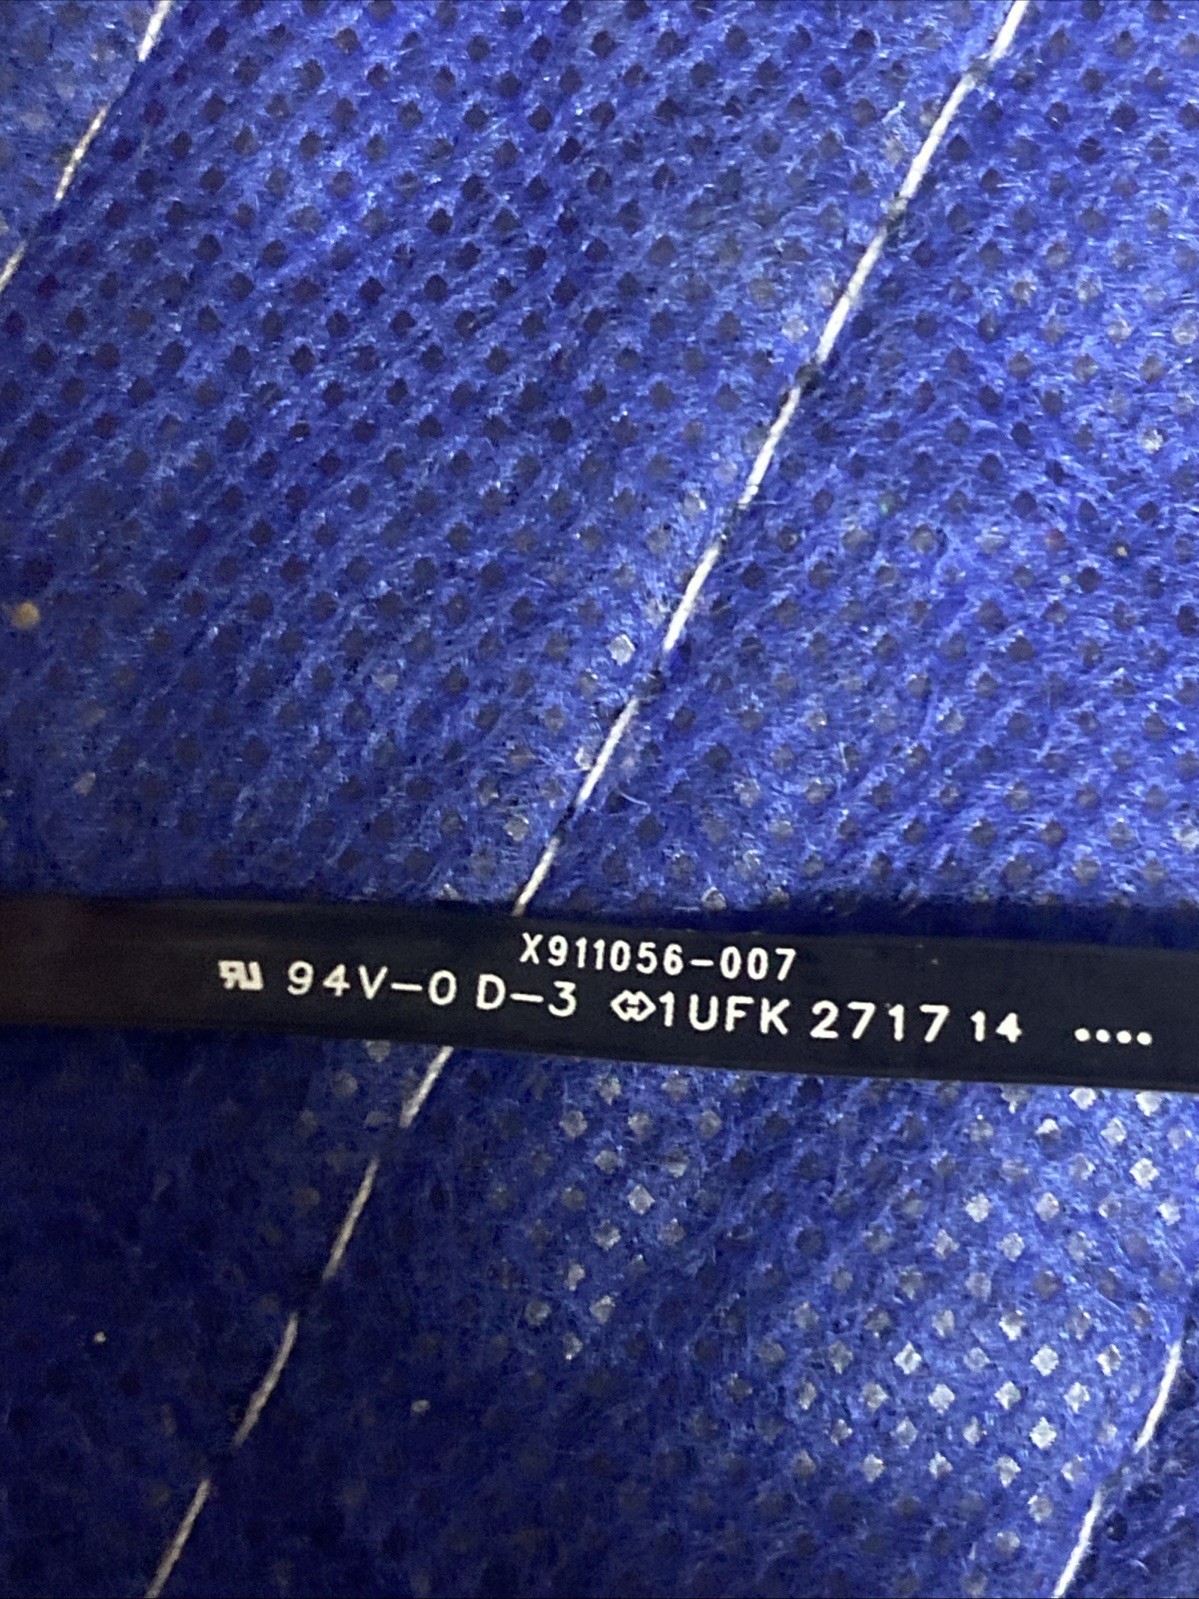 X911056-007
94V-0 D-3 1UFK 2717 14 ....